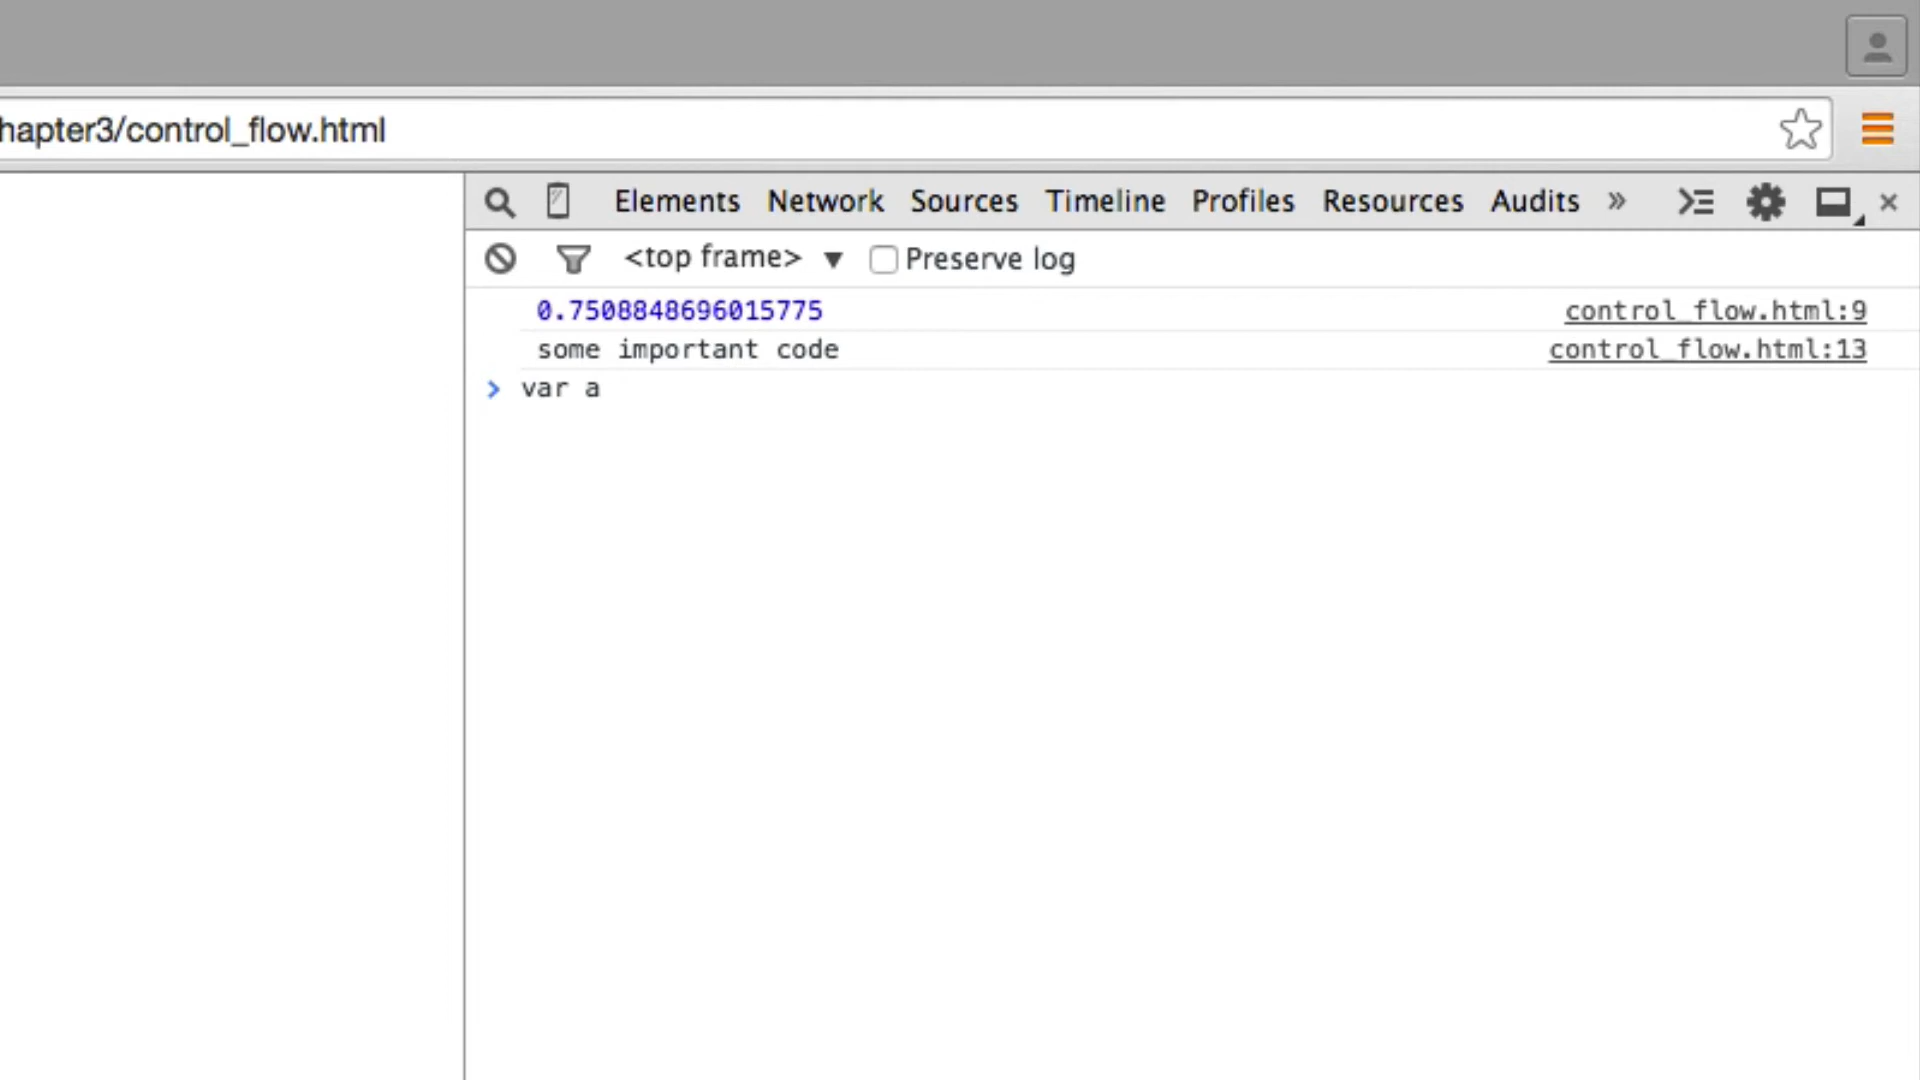 hapter3/control_flow.html
Elements Network Sources Timeline Profiles Resources Audits »
<top frame> ▼ Preserve log
0.7508848696015775 control_flow.html:9
some important code control_flow.html:13
> var a